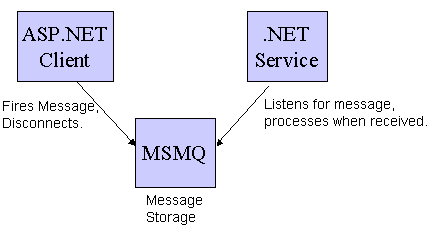 ASP.NET
Client
.NET
Service
Fires Message,
Disconnects.
Listens for message,
processes when received.
MSMQ
Message
Storage